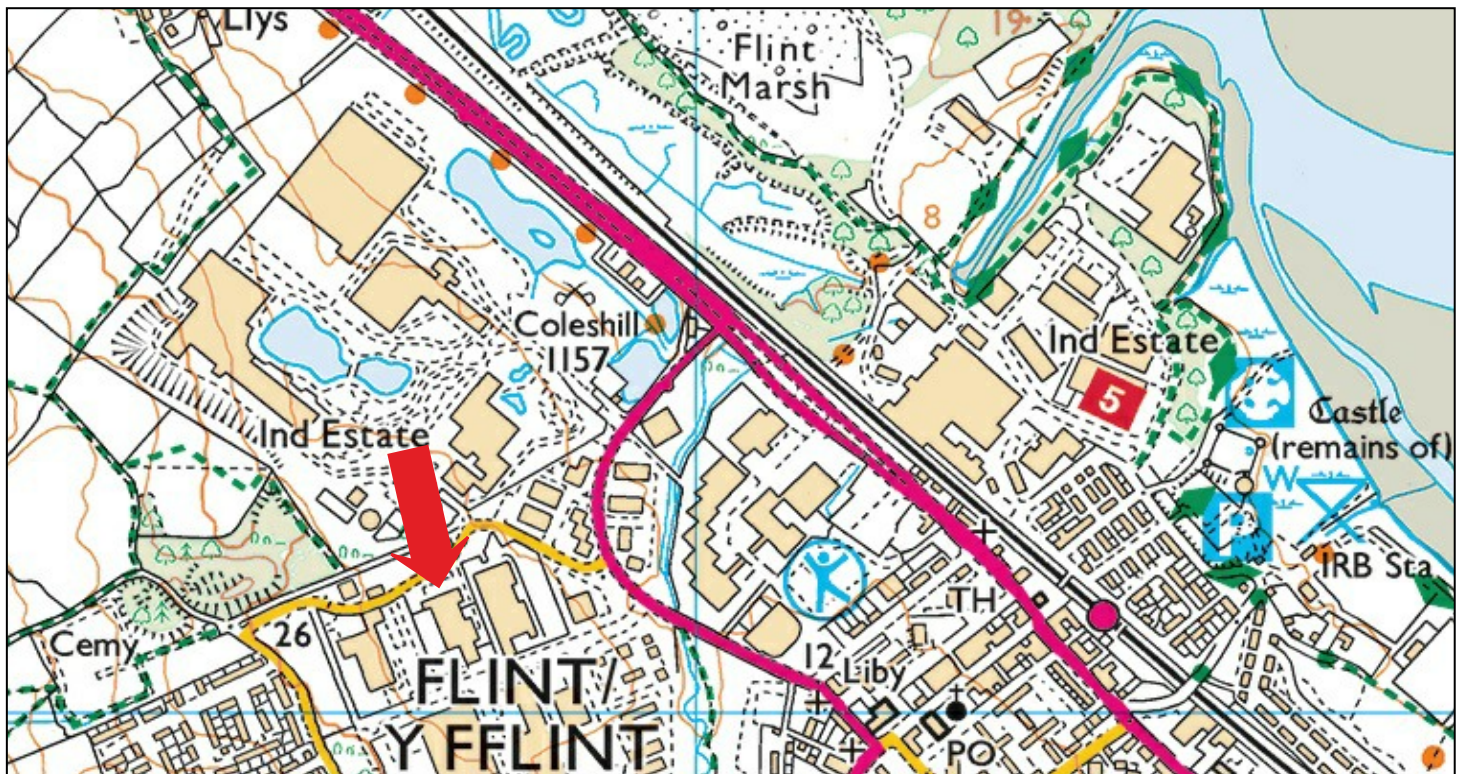 Llys
19
Flint
Marsh
8
Coleshill
1157
Ind Estate
5
Castle
(remains of)
W
Ind Estate
P
IRB Sta
TH
26
Cemy
12
Liby
FLINT/
Y FFLINT
PO